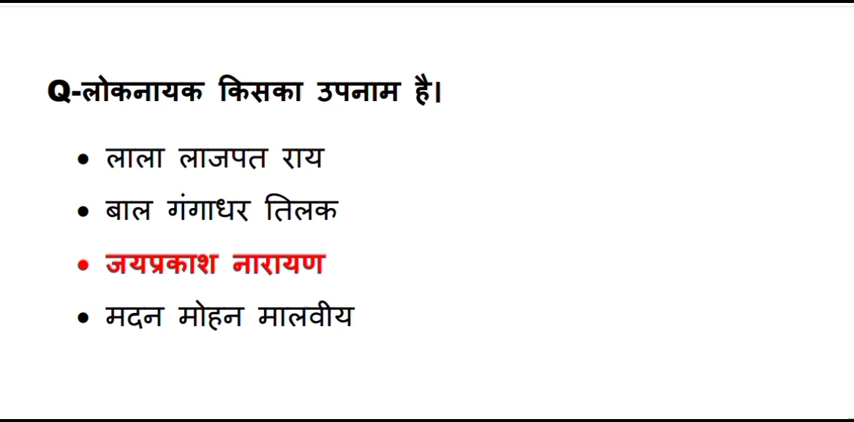 Q-लोकनायक किसका उपनाम है।
• लाला लाजपत राय
• बाल गंगाधर तिलक
• जयप्रकाश नारायण
• मदन मोहन मालवीय